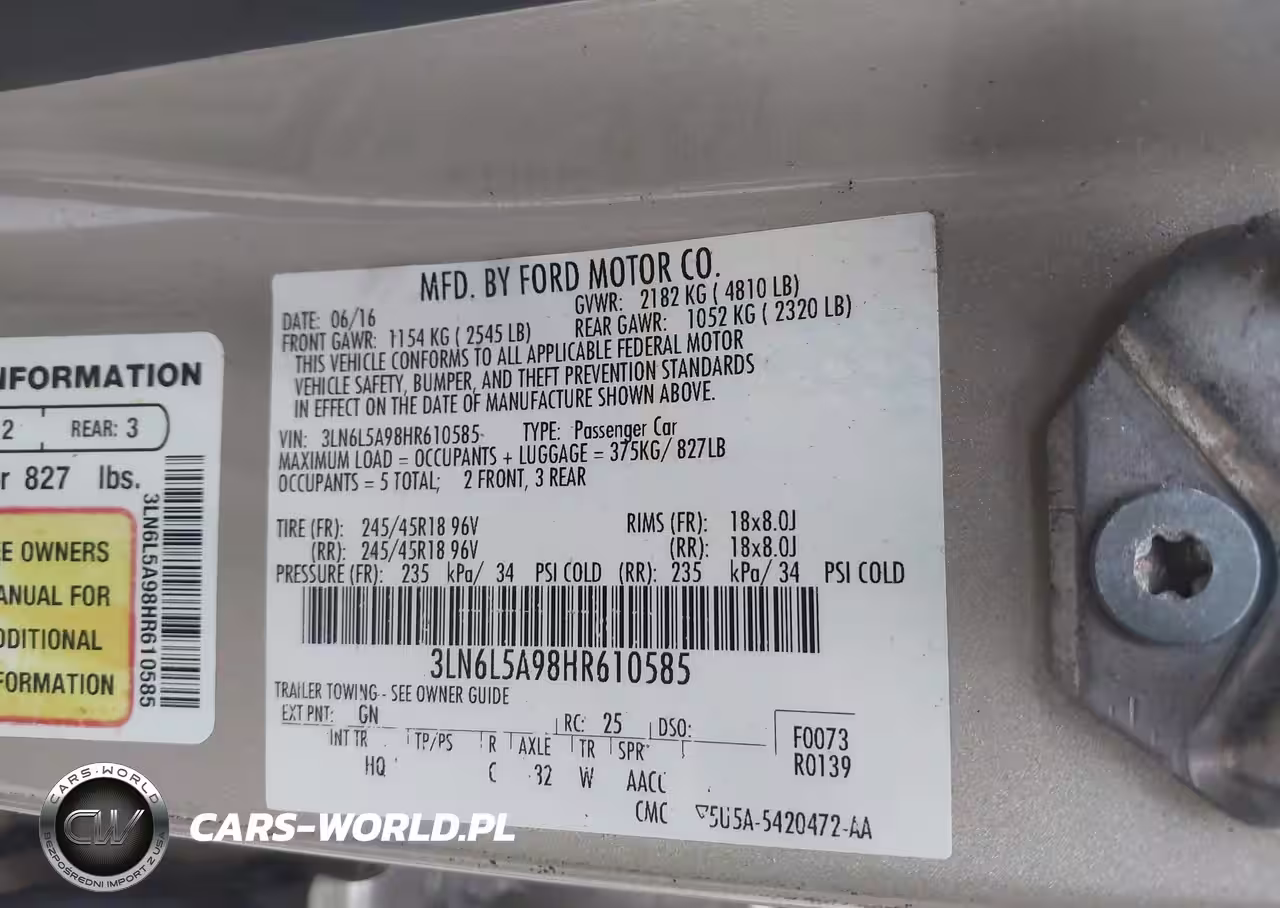 NFORMATION
2 REAR: 3
r 827 lbs.
E OWNERS
ANUAL FOR
DDITIONAL
FORMATION
3LN6L5A98HR610585
MFD. BY FORD MOTOR CO.
DATE: 06/16 GVWR: 2182 KG ( 4810 LB)
FRONT GAWR: 1154 KG ( 2545 LB) REAR GAWR: 1052 KG ( 2320 LB)
THIS VEHICLE CONFORMS TO ALL APPLICABLE FEDERAL MOTOR
VEHICLE SAFETY, BUMPER, AND THEFT PREVENTION STANDARDS
IN EFFECT ON THE DATE OF MANUFACTURE SHOWN ABOVE.
VIN: 3LN6L5A98HR610585 TYPE: Passenger Car
MAXIMUM LOAD = OCCUPANTS + LUGGAGE = 375KG/ 827LB
OCCUPANTS = 5 TOTAL; 2 FRONT, 3 REAR
TIRE (FR): 245/45R18 96V RIMS (FR): 18x8.0J
(RR): 245/45R18 96V (RR): 18x8.0J
PRESSURE (FR): 235 kPa/ 34 PSI COLD (RR): 235 kPa/ 34 PSI COLD
3LN6L5A98HR610585
TRAILER TOWING - SEE OWNER GUIDE
EXT PNT: GN RC: 25 DSO:
F0073
R0139
INT TR TP/PS R AXLE TR SPR
HQ C 32 W AACC
CMC 5U5A-5420472-AA
CARS-WORLD
CW
BEZPOŚREDNI IMPORT Z USA
CARS-WORLD.PL